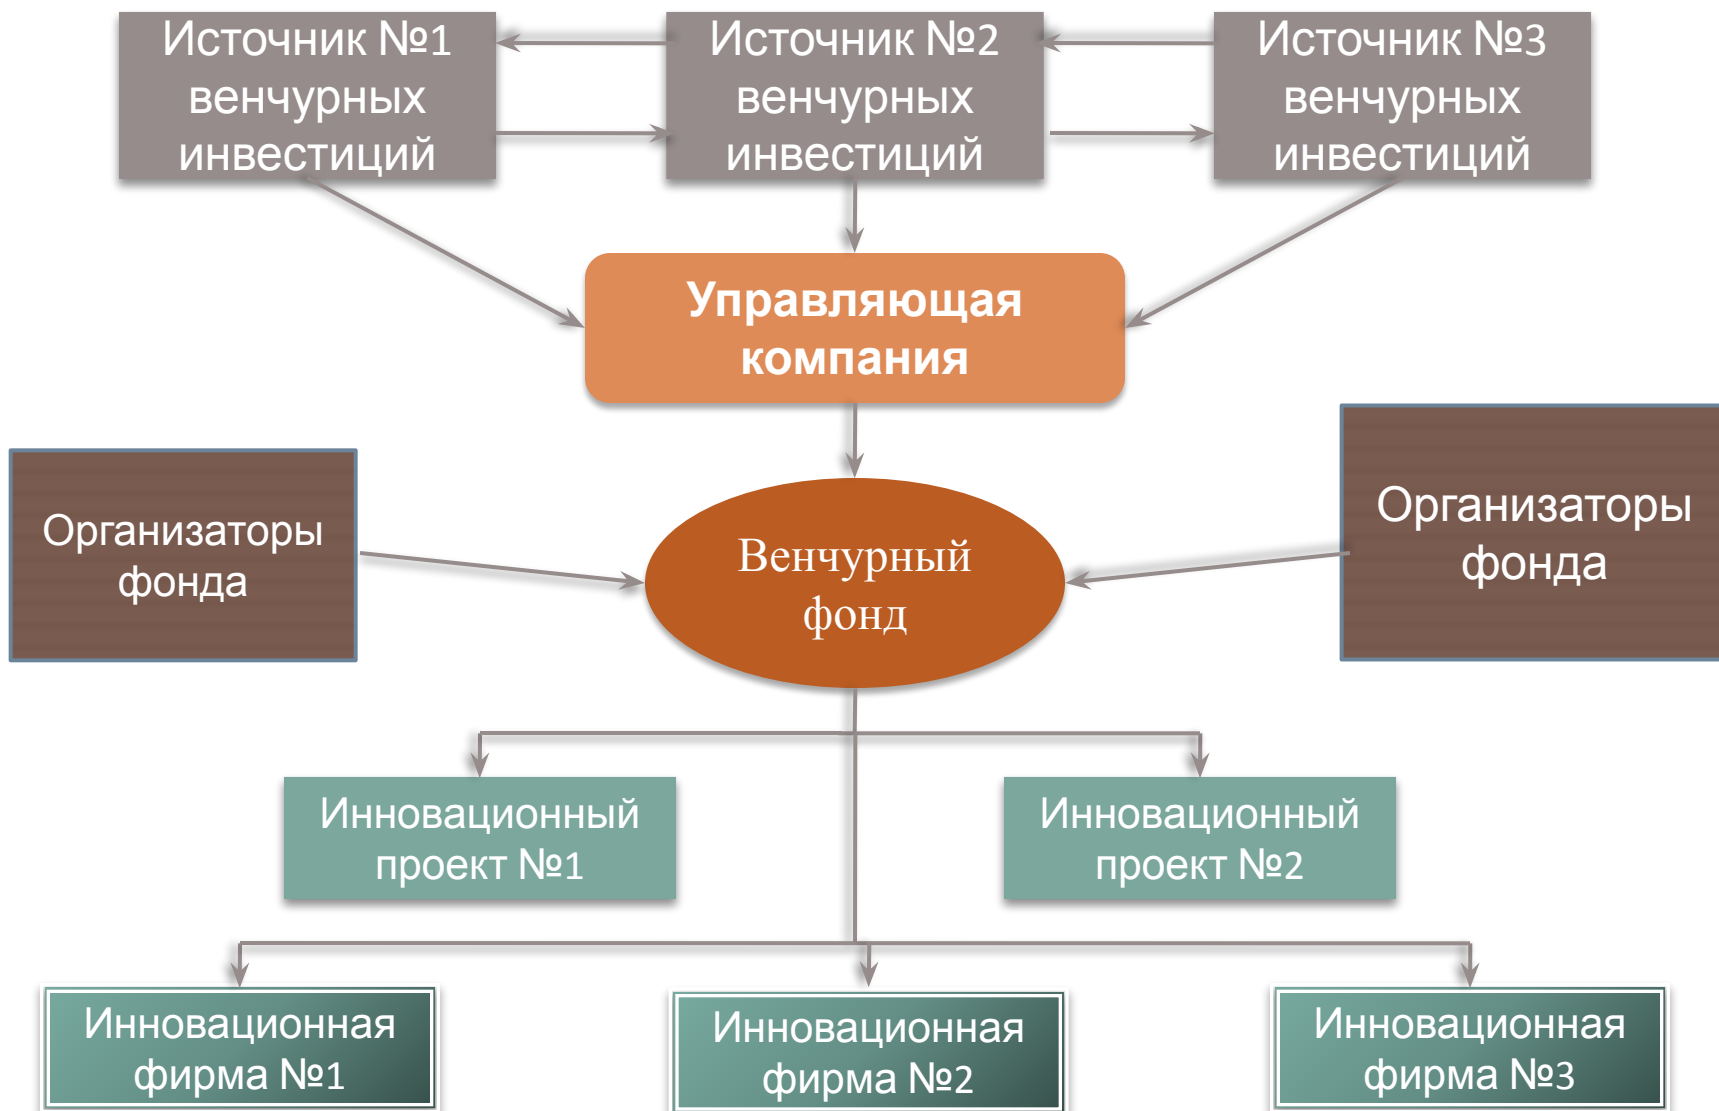 Источник №1
венчурных
инвестиций
Источник №2
венчурных
инвестиций
Источник №3
венчурных
инвестиций
Управляющая
компания
Организаторы
фонда
Венчурный
фонд
Организаторы
фонда
Инновационный
проект №1
Инновационный
проект №2
Инновационная
фирма №1
Инновационная
фирма №2
Инновационная
фирма №3